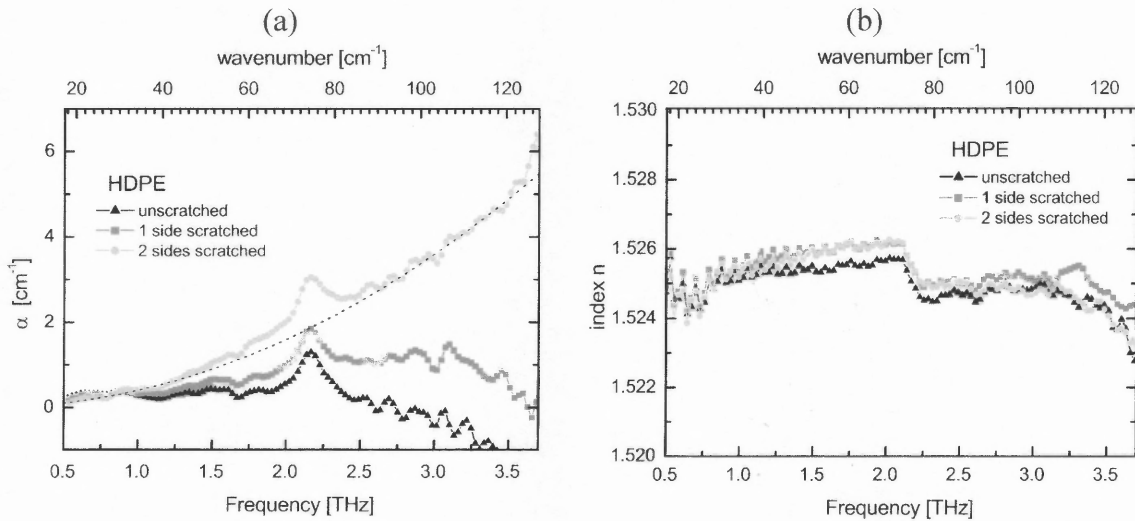 (a)
wavenumber [cm⁻¹]
20 40 60 80 100 120
6
4
2
0
α [cm⁻¹]
HDPE
unscratched
1 side scratched
2 sides scratched
0.5 1.0 1.5 2.0 2.5 3.0 3.5
Frequency [THz]
(b)
wavenumber [cm⁻¹]
20 40 60 80 100 120
1.530
1.528
1.526
1.524
1.522
1.520
index n
HDPE
unscratched
1 side scratched
2 sides scratched
0.5 1.0 1.5 2.0 2.5 3.0 3.5
Frequency [THz]